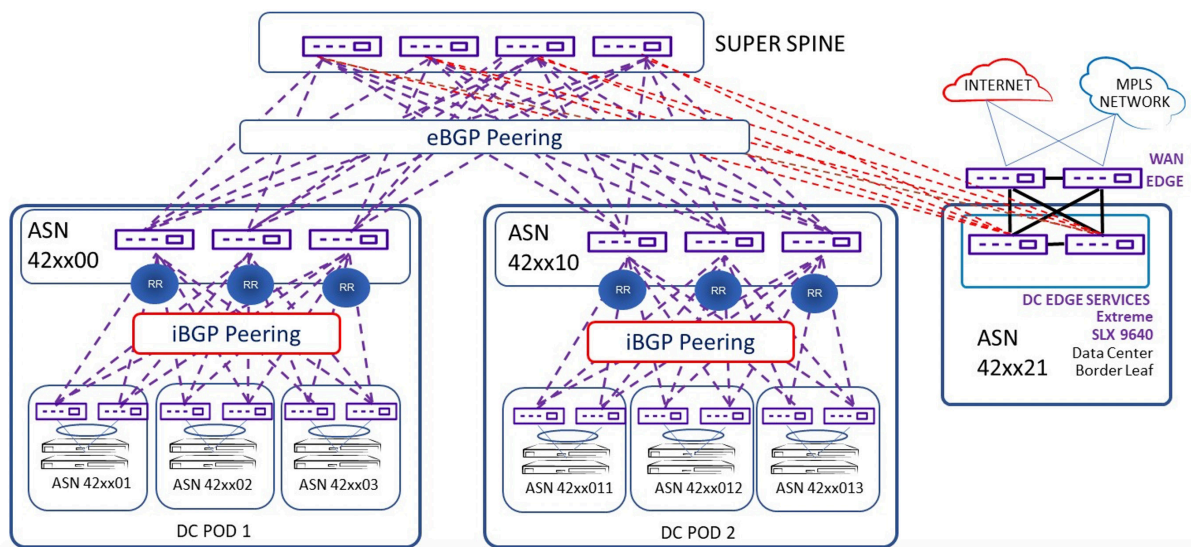 SUPER SPINE
INTERNET
MPLS
NETWORK
eBGP Peering
WAN
EDGE
ASN
42xx00
RR
RR
RR
iBGP Peering
ASN 42xx01
ASN 42xx02
ASN 42xx03
DC POD 1
ASN
42xx10
RR
RR
RR
iBGP Peering
ASN 42xx011
ASN 42xx012
ASN 42xx013
DC POD 2
DC EDGE SERVICES
Extreme
SLX 9640
Data Center
Border Leaf
ASN
42xx21